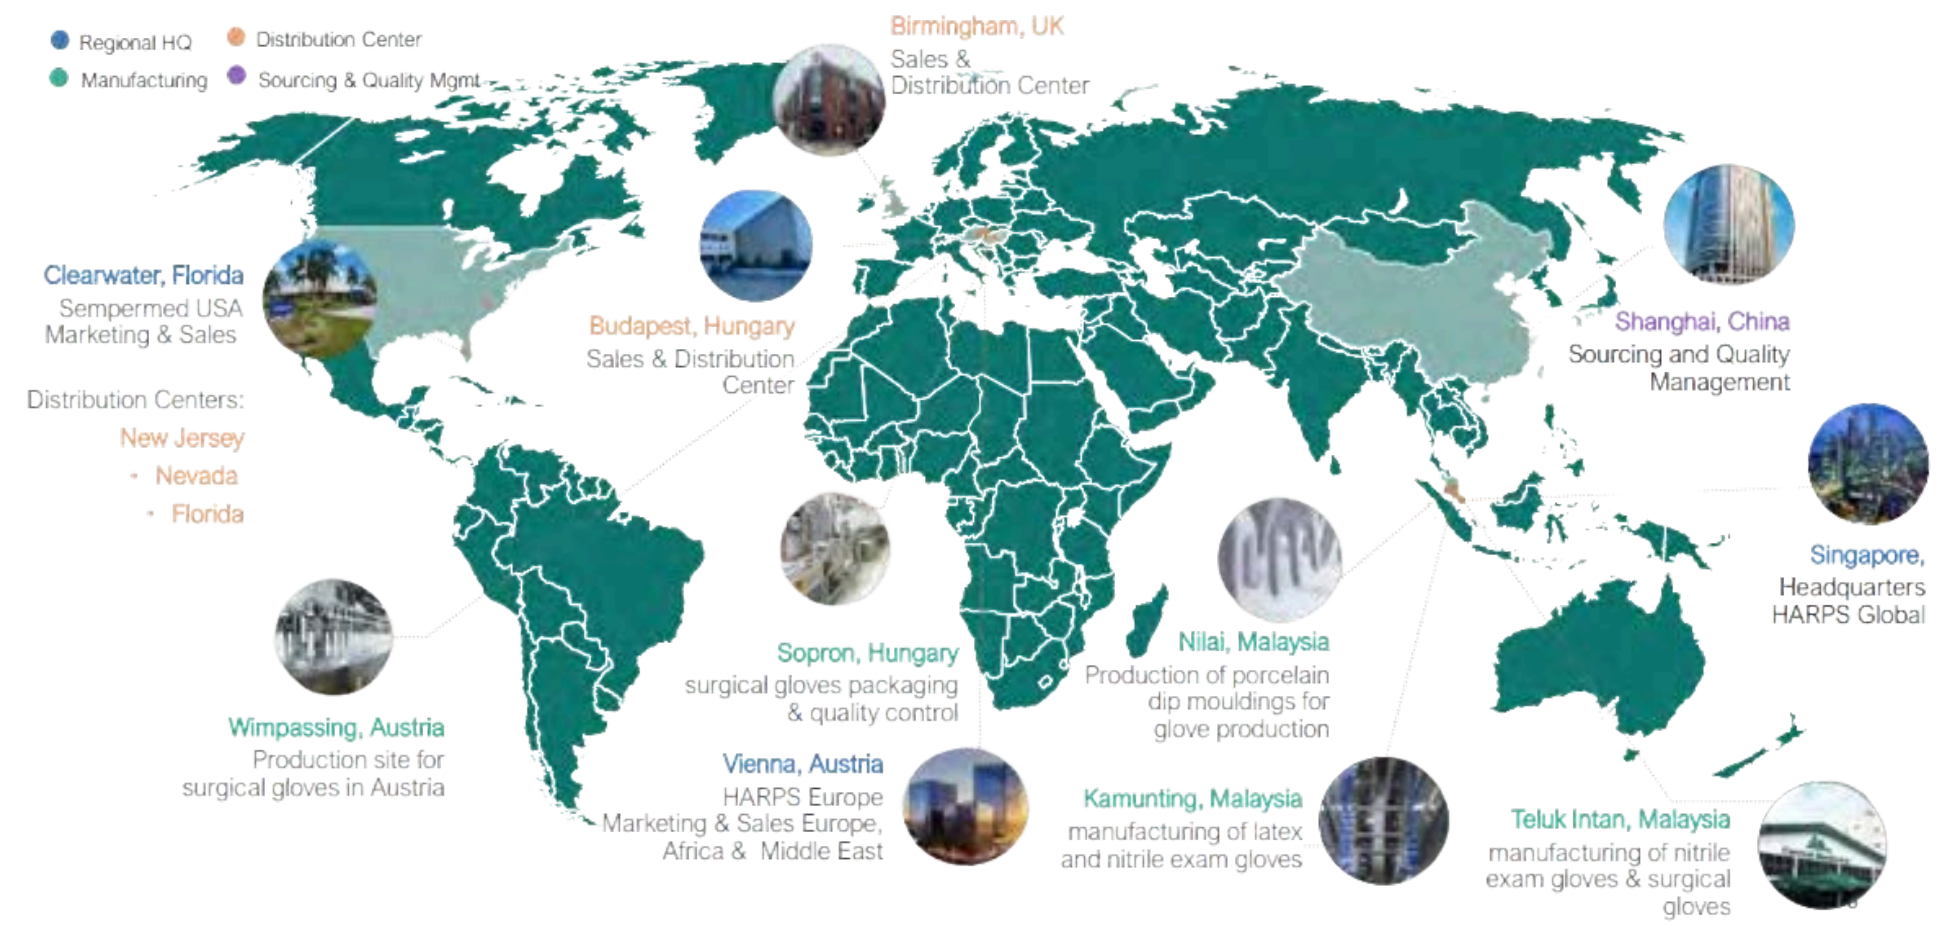 Regional HQ
Distribution Center
Manufacturing
Sourcing & Quality Mgmt
Birmingham, UK
Sales &
Distribution Center
Clearwater, Florida
Sempermed USA
Marketing & Sales
Distribution Centers:
New Jersey
- Nevada
- Florida
Budapest, Hungary
Sales & Distribution
Center
Shanghai, China
Sourcing and Quality
Management
Singapore,
Headquarters
HARPS Global
Wimpassing, Austria
Production site for
surgical gloves in Austria
Sopron, Hungary
surgical gloves packaging
& quality control
Vienna, Austria
HARPS Europe
Marketing & Sales Europe,
Africa & Middle East
Nilai, Malaysia
Production of porcelain
dip mouldings for
glove production
Kamunting, Malaysia
manufacturing of latex
and nitrile exam gloves
Teluk Intan, Malaysia
manufacturing of nitrile
exam gloves & surgical
gloves